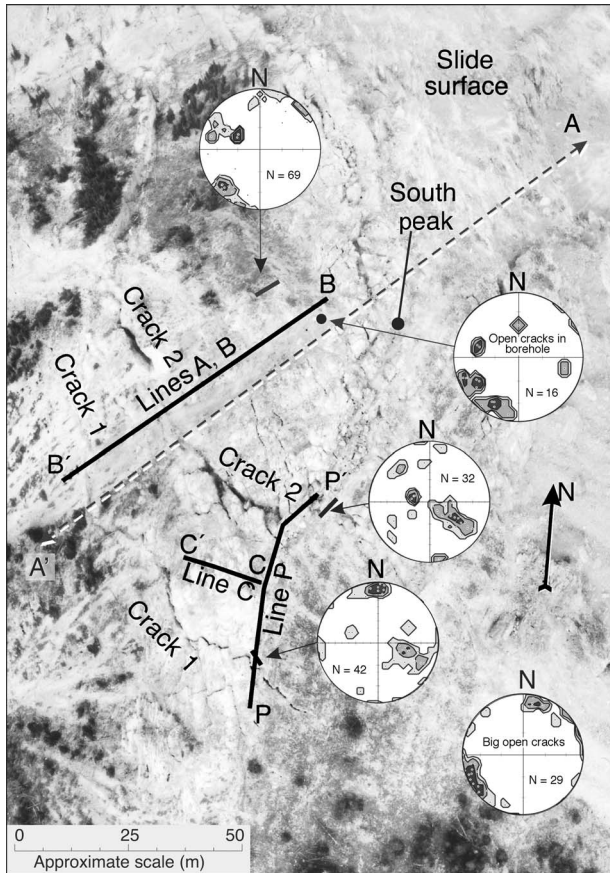 Slide
surface
N
A
N = 69
South
peak
B
N
Open cracks in
borehole
N = 16
Crack 2
Lines A, B
Crack 1
B′
N
N = 32
Crack 2
P′
N
A'
C′
C
Line C
Line P
N
Crack 1
N = 42
P
N
Big open cracks
N = 29
0
25
50
Approximate scale (m)